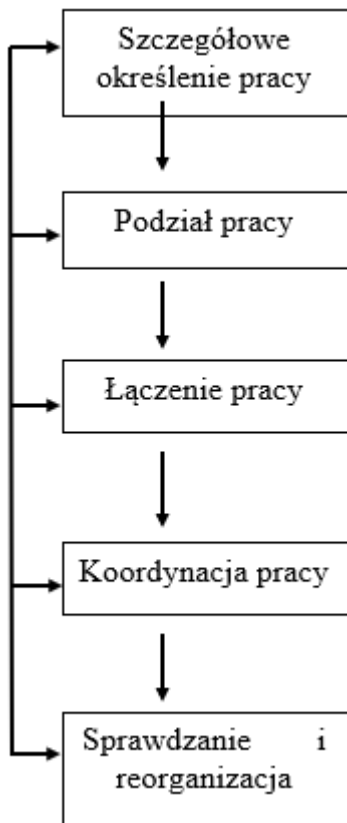 Szczegółowe
określenie pracy
Podział pracy
Łączenie pracy
Koordynacja pracy
Sprawdzanie i
reorganizacja